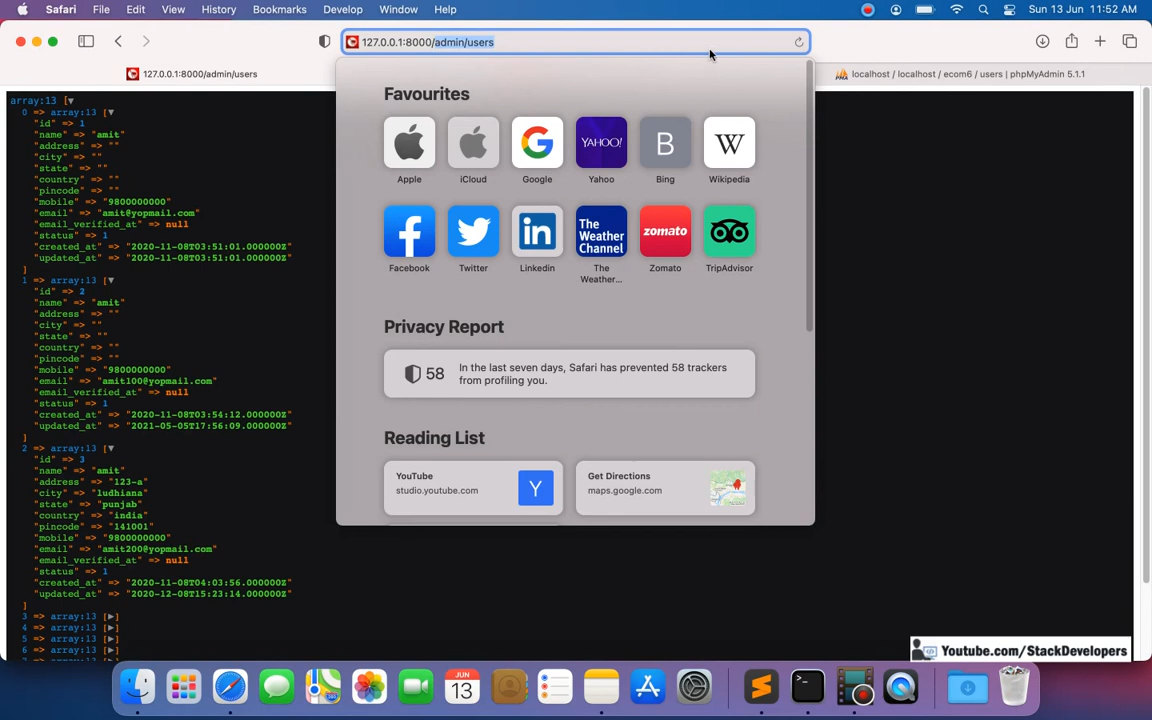 Safari File Edit View History Bookmarks Develop Window Help Sun 13 Jun 11:52 AM
127.0.0.1:8000/admin/users
127.0.0.1:8000/admin/users
localhost / localhost / ecom6 / users | phpMyAdmin 5.1.1
array:13 [▼
0 => array:13 [▼
"id" => 1
"name" => "amit"
"address" => ""
"city" => ""
"state" => ""
"country" => ""
"pincode" => ""
"mobile" => "9800000000"
"email" => "amit@yopmail.com"
"email_verified_at" => null
"status" => 1
"created_at" => "2020-11-08T03:51:01.000000Z"
"updated_at" => "2020-11-08T03:51:01.000000Z"
]
1 => array:13 [▼
"id" => 2
"name" => "amit"
"address" => ""
"city" => ""
"state" => ""
"country" => ""
"pincode" => ""
"mobile" => "9800000000"
"email" => "amit100@yopmail.com"
"email_verified_at" => null
"status" => 1
"created_at" => "2020-11-08T03:54:12.000000Z"
"updated_at" => "2021-05-05T17:56:09.000000Z"
]
2 => array:13 [▼
"id" => 3
"name" => "amit"
"address" => "123-a"
"city" => "ludhiana"
"state" => "punjab"
"country" => "india"
"pincode" => "141001"
"mobile" => "9800000000"
"email" => "amit200@yopmail.com"
"email_verified_at" => null
"status" => 1
"created_at" => "2020-11-08T04:03:56.000000Z"
"updated_at" => "2020-12-08T15:23:14.000000Z"
]
3 => array:13 [▶]
4 => array:13 [▶]
5 => array:13 [▶]
6 => array:13 [▶]
Favourites
YAHOO! B W
Apple iCloud Google Yahoo Bing Wikipedia
The Weather Channel
zomato
Facebook Twitter Linkedin The Weather... Zomato TripAdvisor
Privacy Report
58 In the last seven days, Safari has prevented 58 trackers
from profiling you.
Reading List
YouTube
studio.youtube.com
Y
Get Directions
maps.google.com
Youtube.com/StackDevelopers
JUN
13